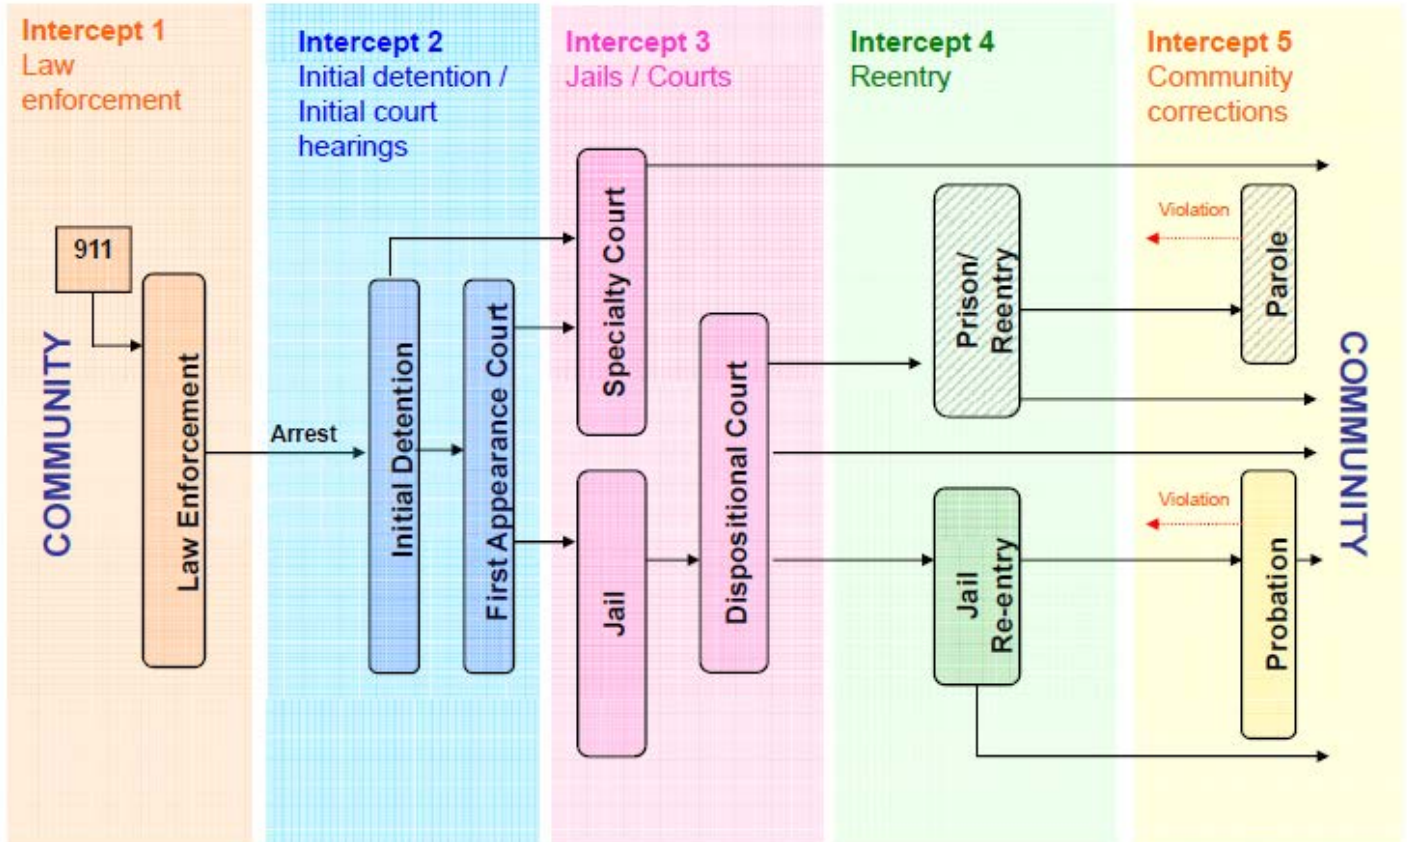 Intercept 1
Law
enforcement
911
COMMUNITY
Law Enforcement
Arrest
Intercept 2
Initial detention /
Initial court
hearings
Initial Detention
First Appearance Court
Intercept 3
Jails / Courts
Specialty Court
Jail
Dispositional Court
Intercept 4
Reentry
Prison/
Reentry
Jail
Re-entry
Intercept 5
Community
corrections
Violation
Parole
Violation
Probation
COMMUNITY